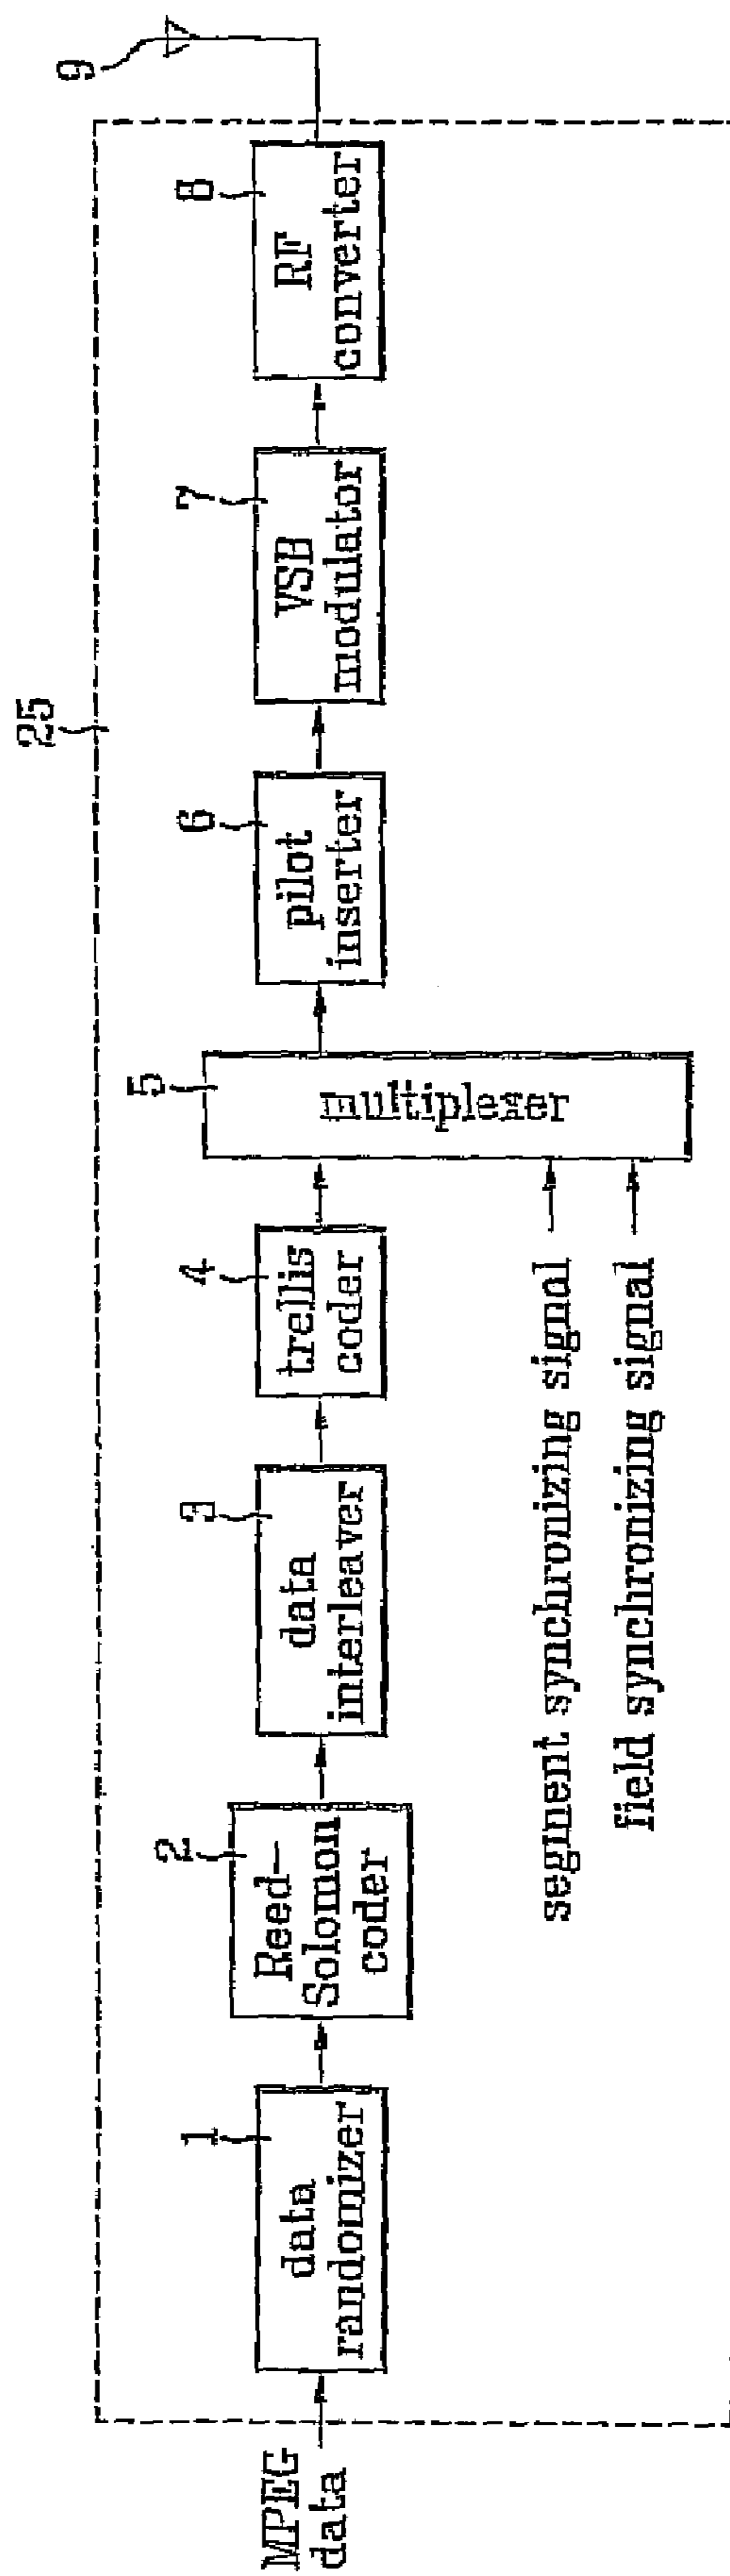 MPEG
data
1
data
randomizer
2
Reed-
Solomon
coder
3
data
interleaver
4
trellis
coder
segment synchronizing signal
field synchronizing signal
5
multiplexer
6
pilot
inserter
25
7
VSB
modulator
8
RF
converter
9